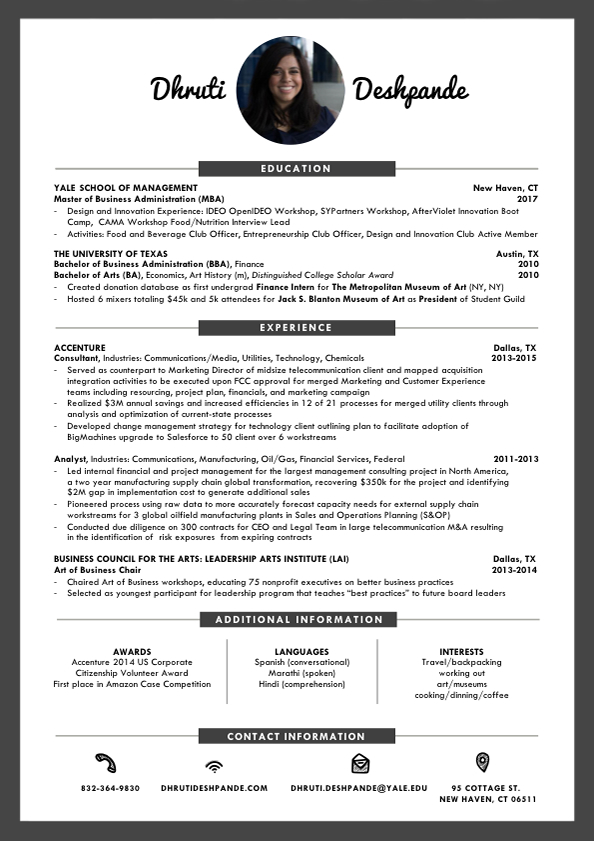 Dhruti Deshpande
EDUCATION
YALE SCHOOL OF MANAGEMENT New Haven, CT
Master of Business Administration (MBA) 2017
- Design and Innovation Experience: IDEO OpenIDEO Workshop, SYPartners Workshop, AfterViolet Innovation Boot
Camp, CAMA Workshop Food/Nutrition Interview Lead
- Activities: Food and Beverage Club Officer, Entrepreneurship Club Officer, Design and Innovation Club Active Member
THE UNIVERSITY OF TEXAS Austin, TX
Bachelor of Business Administration (BBA), Finance 2010
Bachelor of Arts (BA), Economics, Art History (m), Distinguished College Scholar Award 2010
- Created donation database as first undergrad Finance Intern for The Metropolitan Museum of Art (NY, NY)
- Hosted 6 mixers totaling $45k and 5k attendees for Jack S. Blanton Museum of Art as President of Student Guild
EXPERIENCE
ACCENTURE Dallas, TX
Consultant, Industries: Communications/Media, Utilities, Technology, Chemicals 2013-2015
- Served as counterpart to Marketing Director of midsize telecommunication client and mapped acquisition
integration activities to be executed upon FCC approval for merged Marketing and Customer Experience
teams including resourcing, project plan, financials, and marketing campaign
- Realized $3M annual savings and increased efficiencies in 12 of 21 processes for merged utility clients through
analysis and optimization of current-state processes
- Developed change management strategy for technology client outlining plan to facilitate adoption of
BigMachines upgrade to Salesforce to 50 client over 6 workstreams
Analyst, Industries: Communications, Manufacturing, Oil/Gas, Financial Services, Federal 2011-2013
- Led internal financial and project management for the largest management consulting project in North America,
a two year manufacturing supply chain global transformation, recovering $350k for the project and identifying
$2M gap in implementation cost to generate additional sales
- Pioneered process using raw data to more accurately forecast capacity needs for external supply chain
workstreams for 3 global oilfield manufacturing plants in Sales and Operations Planning (S&OP)
- Conducted due diligence on 300 contracts for CEO and Legal Team in large telecommunication M&A resulting
in the identification of risk exposures from expiring contracts
BUSINESS COUNCIL FOR THE ARTS: LEADERSHIP ARTS INSTITUTE (LAI) Dallas, TX
Art of Business Chair 2013-2014
- Chaired Art of Business workshops, educating 75 nonprofit executives on better business practices
- Selected as youngest participant for leadership program that teaches “best practices” to future board leaders
ADDITIONAL INFORMATION
AWARDS
Accenture 2014 US Corporate
Citizenship Volunteer Award
First place in Amazon Case Competition
LANGUAGES
Spanish (conversational)
Marathi (spoken)
Hindi (comprehension)
INTERESTS
Travel/backpacking
working out
art/museums
cooking/dinning/coffee
CONTACT INFORMATION
832-364-9830
DHRUTIDESHPANDE.COM
DHRUTI.DESHPANDE@YALE.EDU
95 COTTAGE ST.
NEW HAVEN, CT 06511